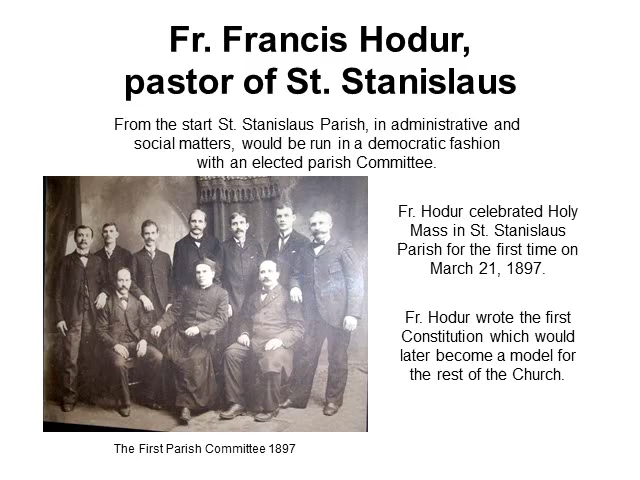 Fr. Francis Hodur,
pastor of St. Stanislaus
From the start St. Stanislaus Parish, in administrative and
social matters, would be run in a democratic fashion
with an elected parish Committee.
Fr. Hodur celebrated Holy
Mass in St. Stanislaus
Parish for the first time on
March 21, 1897.
Fr. Hodur wrote the first
Constitution which would
later become a model for
the rest of the Church.
The First Parish Committee 1897